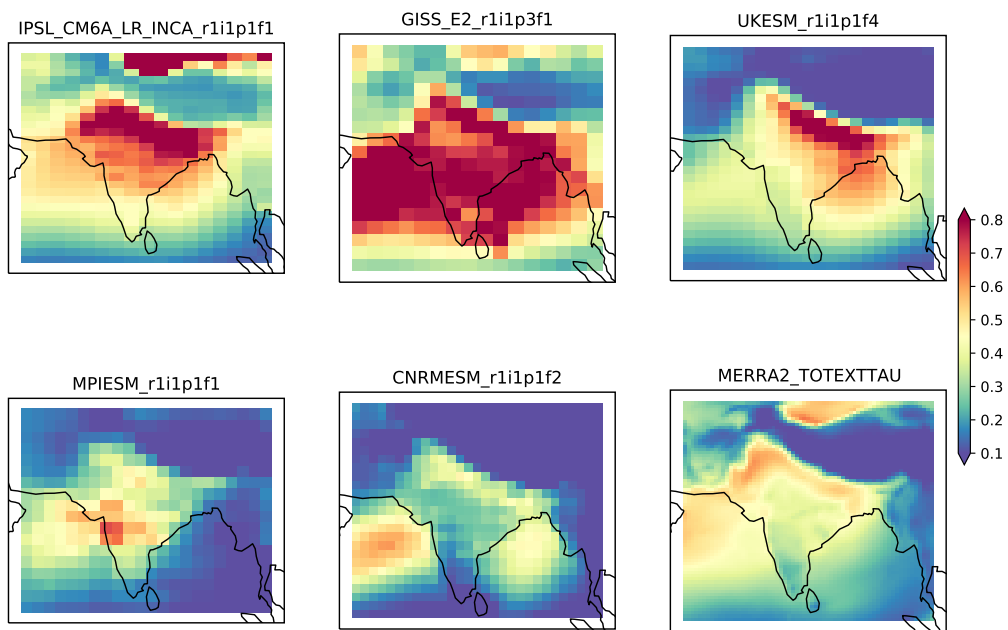 IPSL_CM6A_LR_INCA_r1i1p1f1
GISS_E2_r1i1p3f1
UKESM_r1i1p1f4
0.8
0.7
0.6
0.5
0.4
0.3
0.2
0.1
MPIESM_r1i1p1f1
CNRMESM_r1i1p1f2
MERRA2_TOTEXTTAU